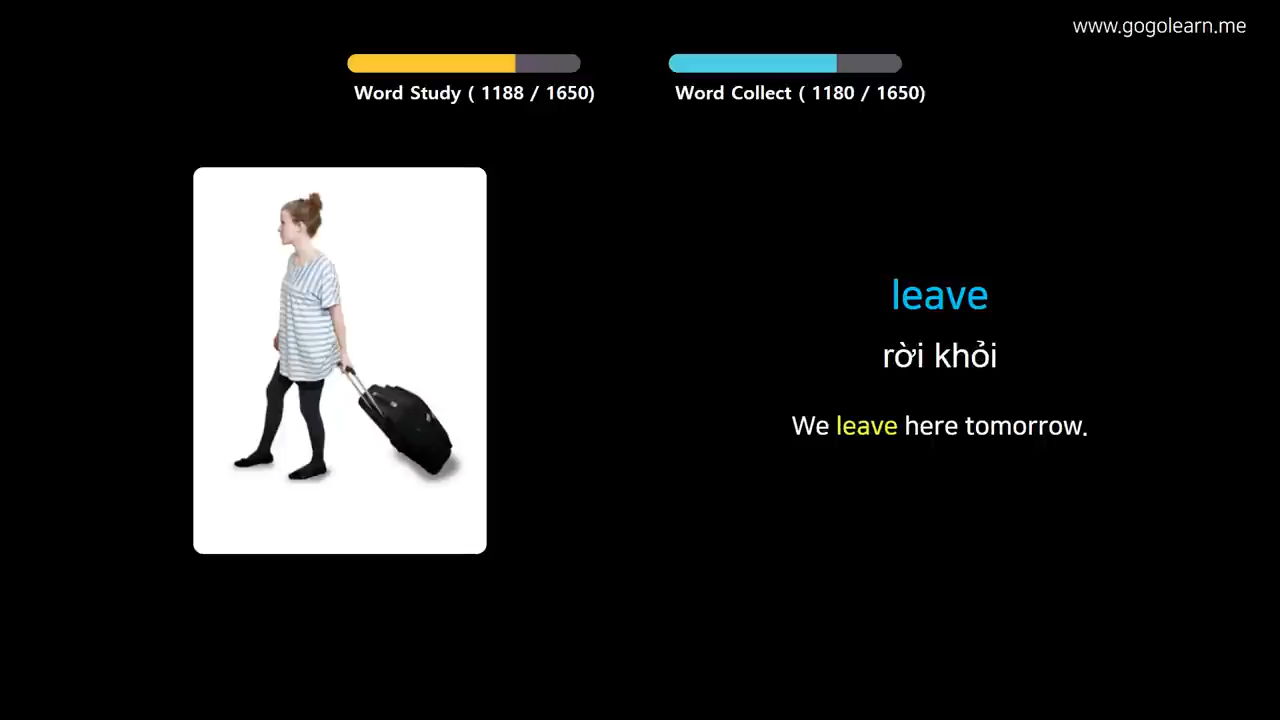 www.gogolearn.me
Word Study ( 1188 / 1650)
Word Collect ( 1180 / 1650)
leave
rời khỏi
We leave here tomorrow.